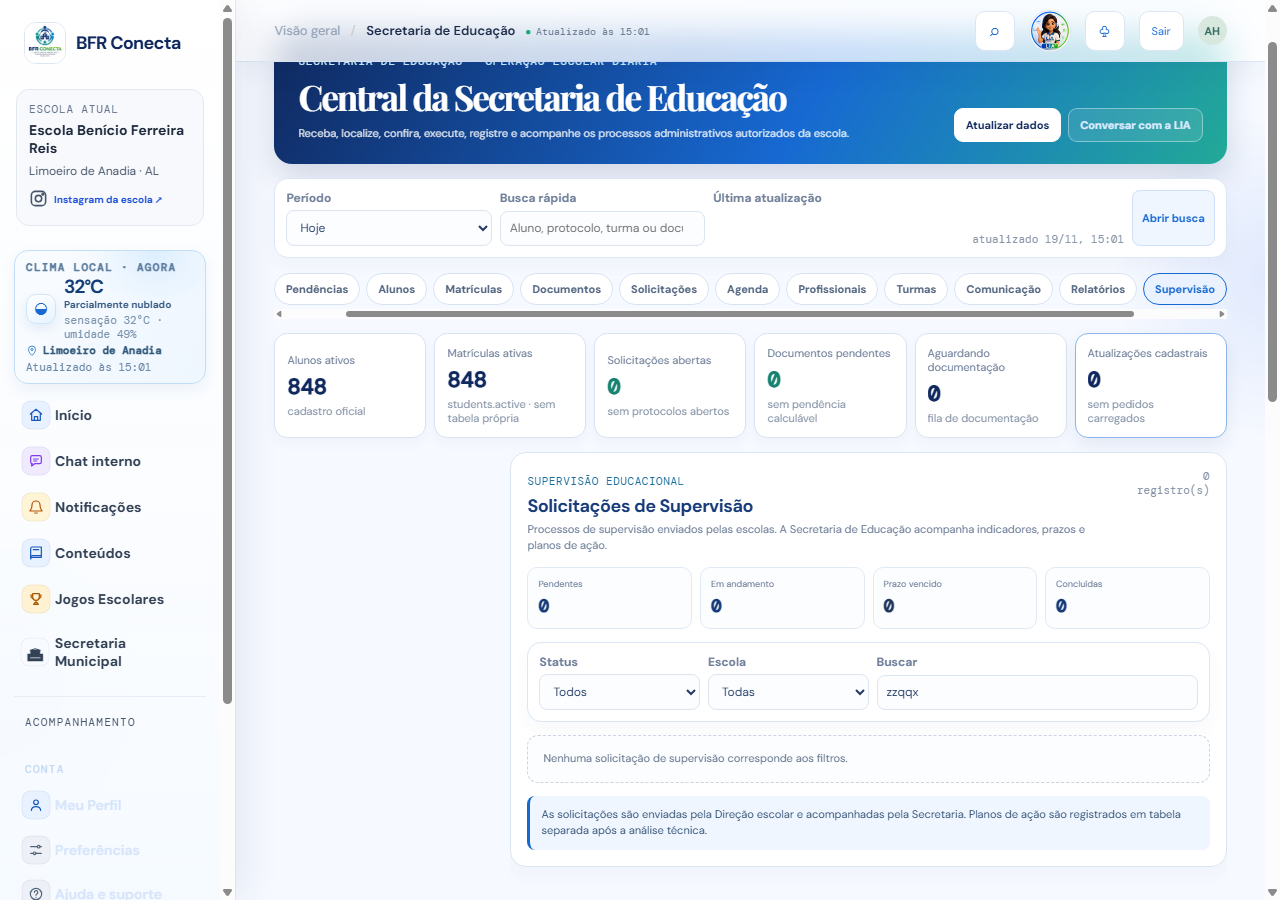 BFR CONECTA
BFR Conecta
ESCOLA ATUAL
Escola Benício Ferreira
Reis
Limoeiro de Anadia · AL
Instagram da escola ↗
CLIMA LOCAL · AGORA
32°C
Parcialmente nublado
sensação 32°C ·
umidade 49%
Limoeiro de Anadia
Atualizado às 15:01
Início
Chat interno
Notificações
Conteúdos
Jogos Escolares
Secretaria
Municipal
ACOMPANHAMENTO
CONTA
Meu Perfil
Preferências
Ajuda e suporte
Visão geral / Secretaria de Educação • Atualizado às 15:01
LIA
Sair
AH
SECRETARIA DE EDUCAÇÃO · OPERAÇÃO ESCOLAR DIÁRIA
Central da Secretaria de Educação
Receba, localize, confira, execute, registre e acompanhe os processos administrativos autorizados da escola.
Atualizar dados
Conversar com a LIA
Período
Hoje
Busca rápida
Aluno, protocolo, turma ou docu
Última atualização
atualizado 19/11, 15:01
Abrir busca
Pendências
Alunos
Matrículas
Documentos
Solicitações
Agenda
Profissionais
Turmas
Comunicação
Relatórios
Supervisão
Alunos ativos
848
cadastro oficial
Matrículas ativas
848
students.active · sem
tabela própria
Solicitações abertas
0
sem protocolos abertos
Documentos pendentes
0
sem pendência
calculável
Aguardando
documentação
0
fila de documentação
Atualizações cadastrais
0
sem pedidos
carregados
SUPERVISÃO EDUCACIONAL
Solicitações de Supervisão
Processos de supervisão enviados pelas escolas. A Secretaria de Educação acompanha indicadores, prazos e
planos de ação.
0
registro(s)
Pendentes
0
Em andamento
0
Prazo vencido
0
Concluídas
0
Status
Todos
Escola
Todas
Buscar
zzqqx
Nenhuma solicitação de supervisão corresponde aos filtros.
As solicitações são enviadas pela Direção escolar e acompanhadas pela Secretaria. Planos de ação são registrados em tabela
separada após a análise técnica.